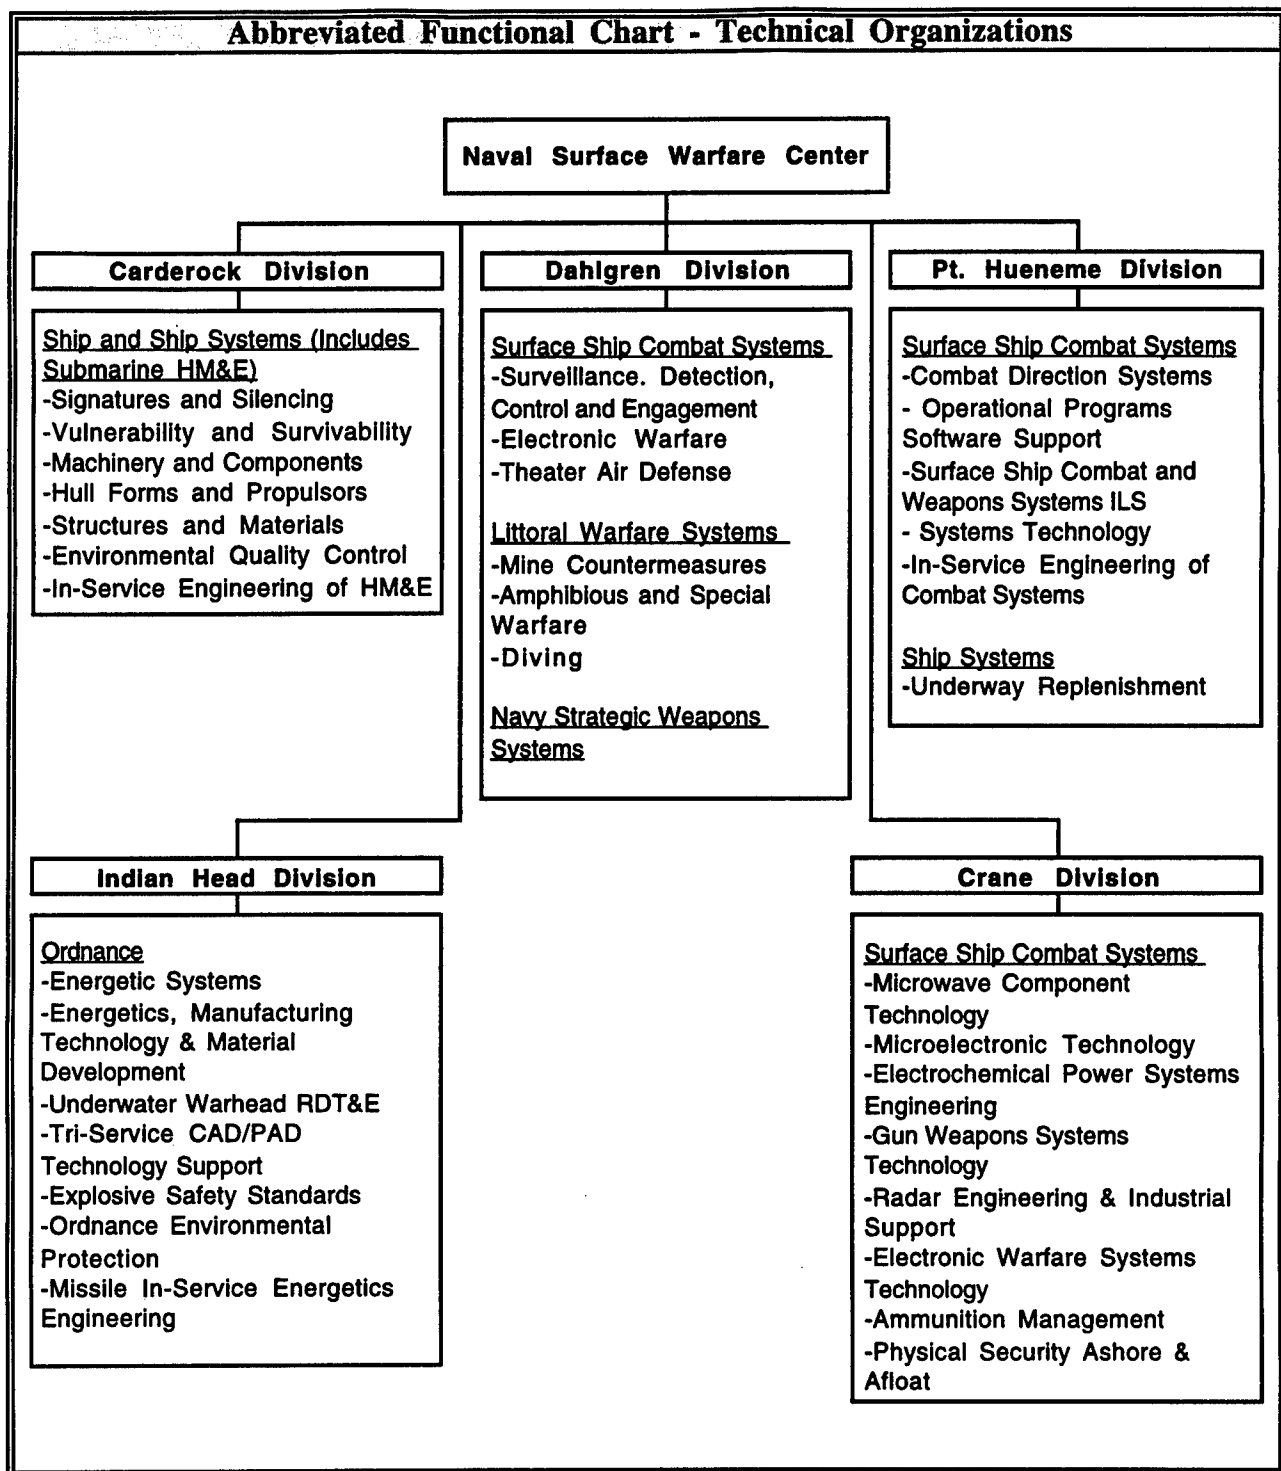 Abbreviated Functional Chart - Technical Organizations
Naval Surface Warfare Center
Carderock Division
Ship and Ship Systems (Includes
Submarine HM&E)
-Signatures and Silencing
-Vulnerability and Survivability
-Machinery and Components
-Hull Forms and Propulsors
-Structures and Materials
-Environmental Quality Control
-In-Service Engineering of HM&E
Dahlgren Division
Surface Ship Combat Systems
-Surveillance. Detection,
Control and Engagement
-Electronic Warfare
-Theater Air Defense
Littoral Warfare Systems
-Mine Countermeasures
-Amphibious and Special
Warfare
-Diving
Navy Strategic Weapons
Systems
Pt. Hueneme Division
Surface Ship Combat Systems
-Combat Direction Systems
- Operational Programs
Software Support
-Surface Ship Combat and
Weapons Systems ILS
- Systems Technology
-In-Service Engineering of
Combat Systems
Ship Systems
-Underway Replenishment
Indian Head Division
Ordnance
-Energetic Systems
-Energetics, Manufacturing
Technology & Material
Development
-Underwater Warhead RDT&E
-Tri-Service CAD/PAD
Technology Support
-Explosive Safety Standards
-Ordnance Environmental
Protection
-Missile In-Service Energetics
Engineering
Crane Division
Surface Ship Combat Systems
-Microwave Component
Technology
-Microelectronic Technology
-Electrochemical Power Systems
Engineering
-Gun Weapons Systems
Technology
-Radar Engineering & Industrial
Support
-Electronic Warfare Systems
Technology
-Ammunition Management
-Physical Security Ashore &
Afloat